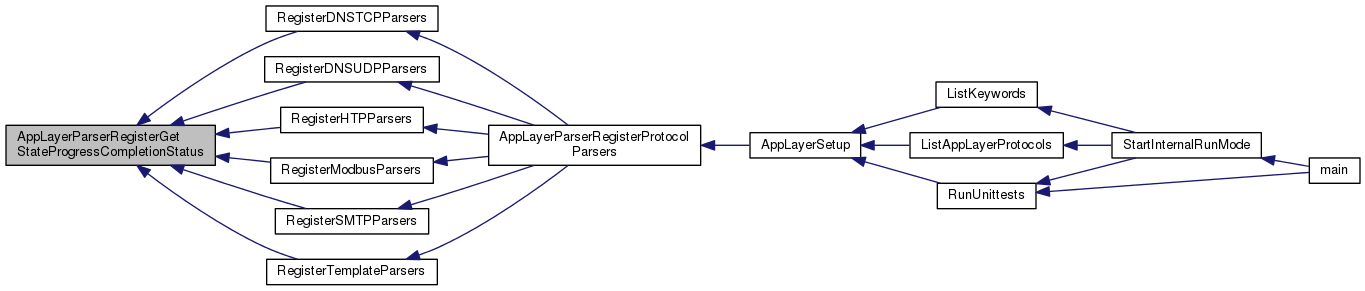 RegisterDNSTCPParsers
RegisterDNSUDPParsers
RegisterHTPParsers
AppLayerParserRegisterGet
StateProgressCompletionStatus
RegisterModbusParsers
RegisterSMTPParsers
RegisterTemplateParsers
AppLayerParserRegisterProtocol
Parsers
AppLayerSetup
ListKeywords
ListAppLayerProtocols
RunUnittests
StartInternalRunMode
main